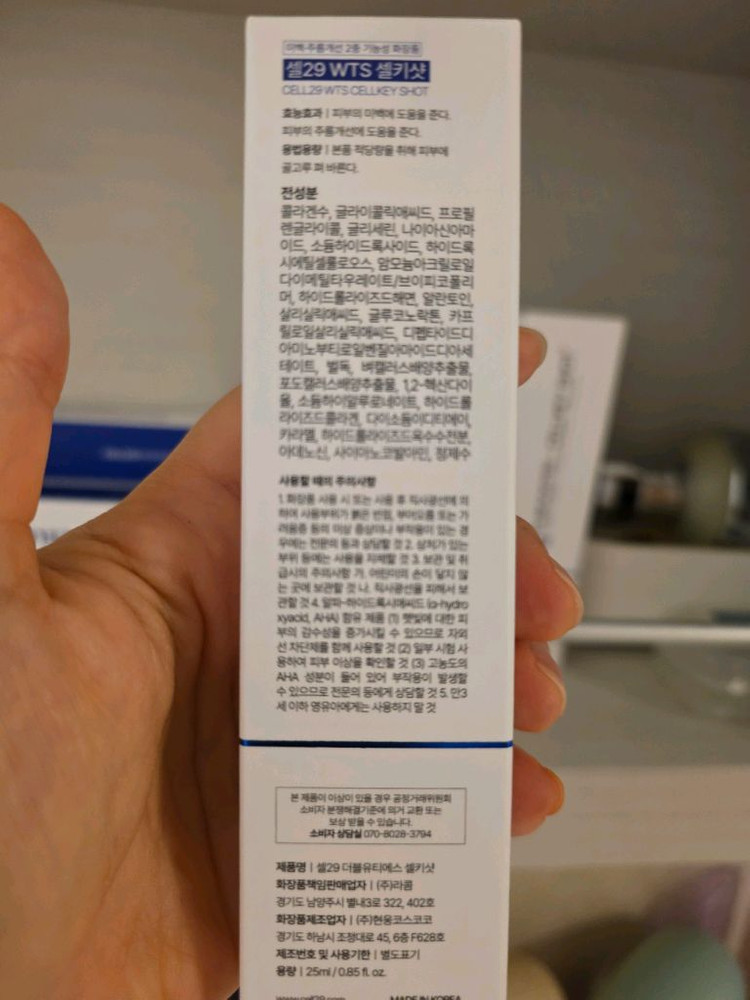 미백·주름개선 2중 기능성 화장품
셀29 WTS 셀키샷
CELL29 WTS CELLKEY SHOT
효능효과 | 피부의 미백에 도움을 준다.
피부의 주름개선에 도움을 준다.
용법용량 | 본품 적당량을 취해 피부에
골고루 펴 바른다.
전성분
콜라겐수, 글라이콜릭애씨드, 프로필
렌글라이콜, 글리세린, 나이아신아마
이드, 소듐하이드록사이드, 하이드록
시에틸셀룰로오스, 암모늄아크릴로일
다이메틸타우레이트/브이피코폴리
머, 하이드롤라이즈드해면, 알란토인,
살리실릭애씨드, 글루코노락톤, 카프
릴로일살리실릭애씨드, 디펩타이드디
아미노부티로일벤질아마이드디아세
테이트, 벌독, 벼캘러스배양추출물,
포도캘러스배양추출물, 1,2-헥산다이
올, 소듐하이알루로네이트, 하이드롤
라이즈드콜라겐, 다이소듐이디티에이,
카라멜, 하이드롤라이즈드옥수수전분,
아데노신, 사이아노코발아민, 정제수
사용할 때의 주의사항
1. 화장품 사용 시 또는 사용 후 직사광선에 의
하여 사용부위가 붉은 반점, 부어오름 또는 가
려움증 등의 이상 증상이나 부작용이 있는 경
우에는 전문의 등과 상담할 것 2. 상처가 있는
부위 등에는 사용을 자제할 것 3. 보관 및 취
급시의 주의사항 가. 어린이의 손이 닿지 않
는 곳에 보관할 것 나. 직사광선을 피해서 보
관할 것 4. 알파-하이드록시애씨드 (α-hydro
xyacid, AHA) 함유 제품 (1) 햇빛에 대한 피
부의 감수성을 증가시킬 수 있으므로 자외
선 차단제를 함께 사용할 것 (2) 일부 시험 사
용하여 피부 이상을 확인할 것 (3) 고농도의
AHA 성분이 들어 있어 부작용이 발생할
수 있으므로 전문의 등에게 상담할 것 5. 만3
세 이하 영유아에게는 사용하지 말 것
본 제품이 이상이 있을 경우 공정거래위원회
소비자 분쟁해결기준에 의거 교환 또는
보상 받을 수 있습니다.
소비자 상담실 070-8028-3794
제품명 | 셀29 더블유티에스 셀키샷
화장품책임판매업자 | (주)라콤
경기도 남양주시 별내3로 322, 402호
화장품제조업자 | (주)현웅코스코코
경기도 하남시 조정대로 45, 6층 F628호
제조번호 및 사용기한 | 별도표기
용량 | 25ml / 0.85 fl. oz.
www.cell29.com MADE IN KOREA